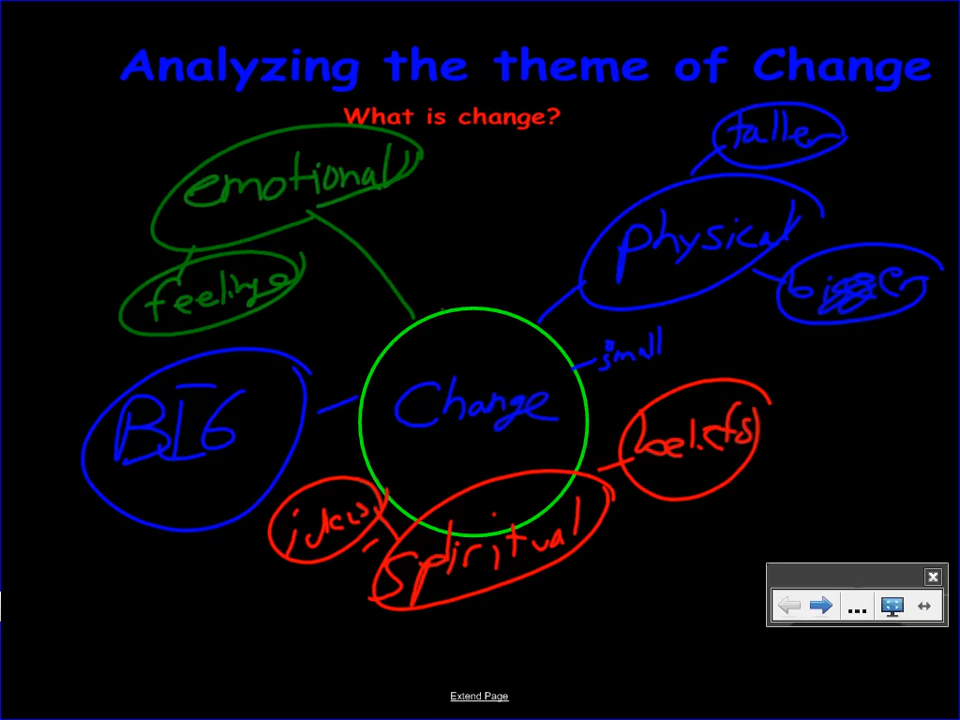 Analyzing the theme of Change
What is change?
taller
emotional
physical
feelings
bigger
small
Change
BIG
beliefs
Spiritual
...
Extend Page